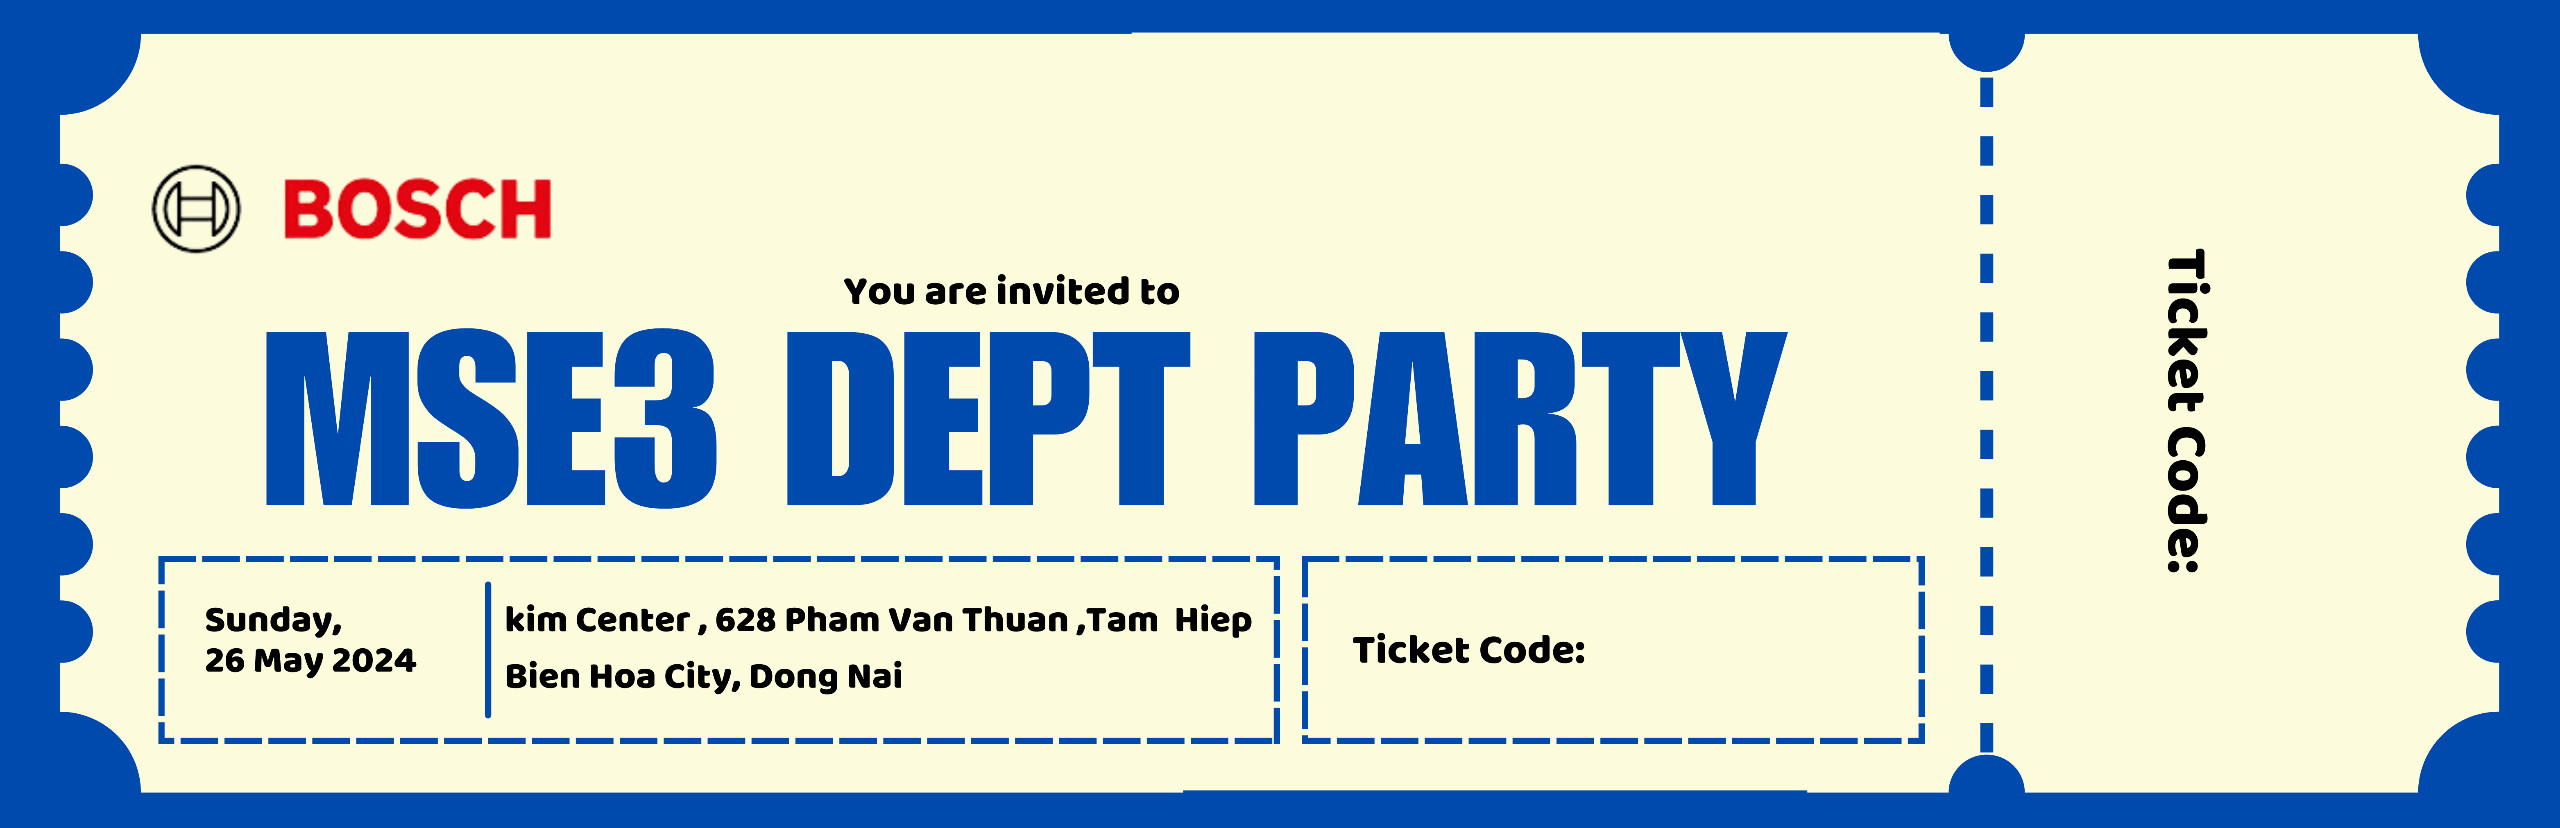 BOSCH
You are invited to
MSE3 DEPT PARTY
Sunday,
26 May 2024
kim Center , 628 Pham Van Thuan ,Tam  Hiep
Bien Hoa City, Dong Nai
Ticket Code:
Ticket Code: